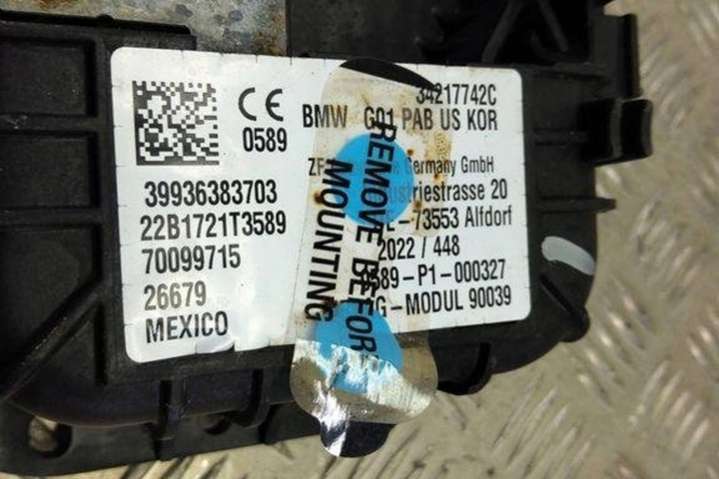 34217742C
CE
0589
BMW G01 PAB US KOR
Germany GmbH
20
39936383703
73553 Alfdorf
22B1721T3589
2022 / 448
70099715
0589-P1-000327
26679
G-MODUL 90039
MEXICO
REMOVE BEFOR
MOUNTING